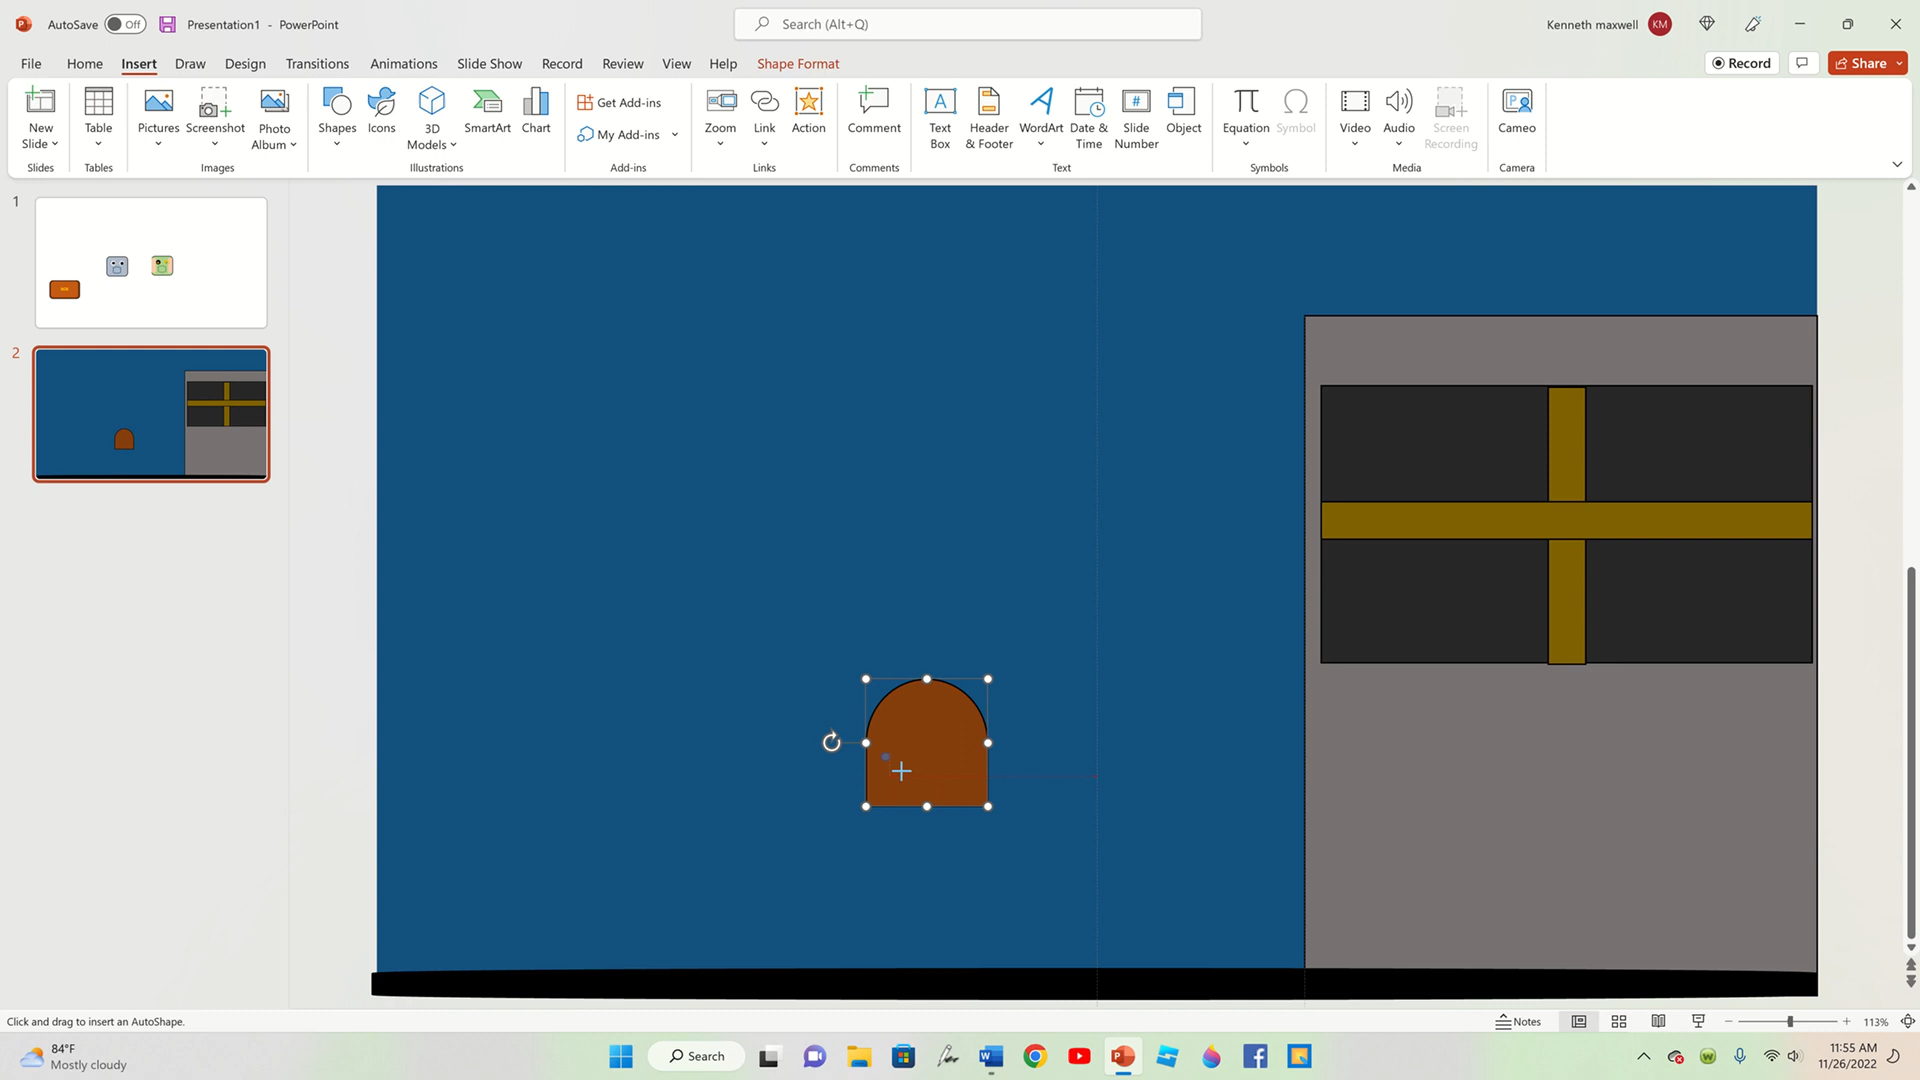 AutoSave Off Presentation1 - PowerPoint Search (Alt+Q) Kenneth maxwell KM
File Home Insert Draw Design Transitions Animations Slide Show Record Review View Help Shape Format Record Share
New Slide Table Pictures Screenshot Photo Album Shapes Icons 3D Models SmartArt Chart Get Add-ins My Add-ins Zoom Link Action Comment Text Box Header & Footer WordArt Date & Time Slide Number Object Equation Symbol Video Audio Screen Recording Cameo
Slides Tables Images Illustrations Add-ins Links Comments Text Symbols Media Camera
1
2
Click and drag to insert an AutoShape. Notes 113%
84°F
Mostly cloudy
Search
11:55 AM
11/26/2022